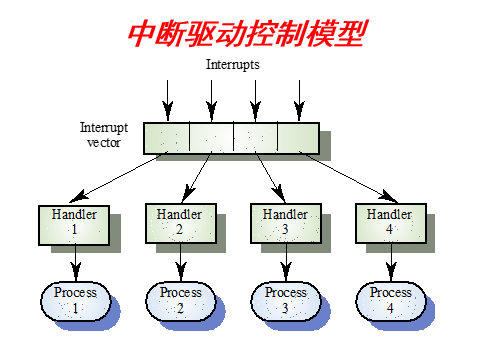 中断驱动控制模型
Interrupts
Interrupt
vector
Handler
1
Handler
2
Handler
3
Handler
4
Process
1
Process
2
Process
3
Process
4